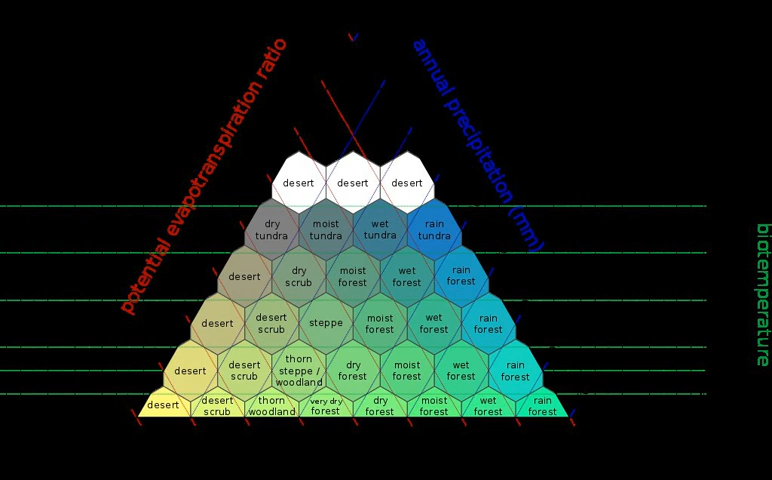 potential evapotranspiration ratio
annual precipitation (mm)
biotemperature
desert desert desert
dry tundra
moist tundra
wet tundra
rain tundra
desert
dry scrub
moist forest
wet forest
rain forest
desert
desert scrub
steppe
moist forest
wet forest
rain forest
desert
desert scrub
thorn steppe / woodland
dry forest
moist forest
wet forest
rain forest
desert
desert scrub
thorn woodland
very dry forest
dry forest
moist forest
wet forest
rain forest